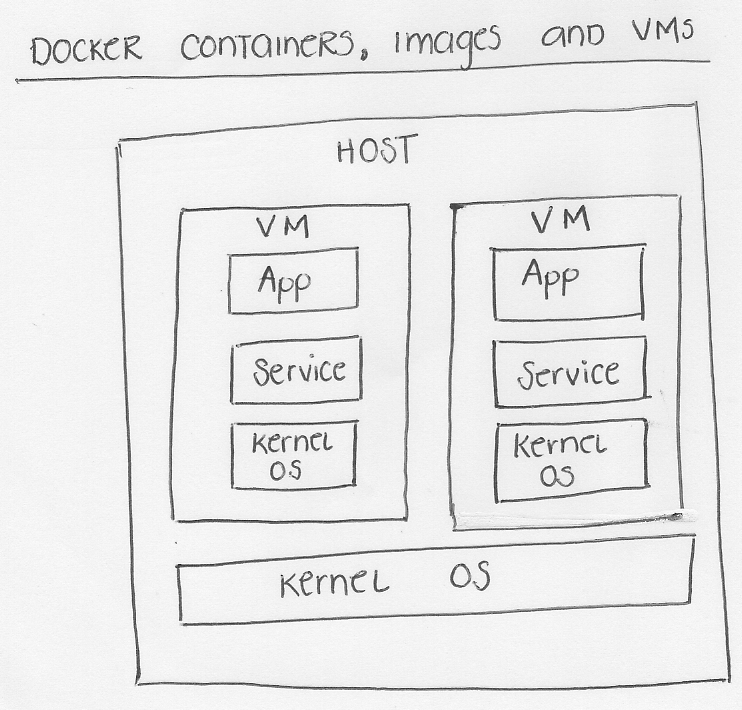 DOCKER CONTAINERS, images and VMs
HOST
VM
App
Service
Kernel
OS
VM
App
Service
Kernel
OS
Kernel OS